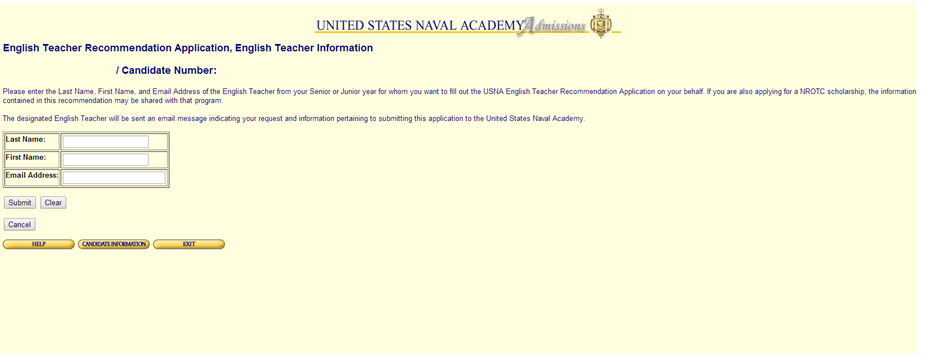 UNITED STATES NAVAL ACADEMY Admissions
English Teacher Recommendation Application, English Teacher Information
/ Candidate Number:
Please enter the Last Name, First Name, and Email Address of the English Teacher from your Senior or Junior year for whom you want to fill out the USNA English Teacher Recommendation Application on your behalf. If you are also applying for a NROTC scholarship, the information
contained in this recommendation may be shared with that program.
The designated English Teacher will be sent an email message indicating your request and information pertaining to submitting this application to the United States Naval Academy.
Last Name:
First Name:
Email Address:
Submit Clear
Cancel
HELP CANDIDATE INFORMATION EXIT